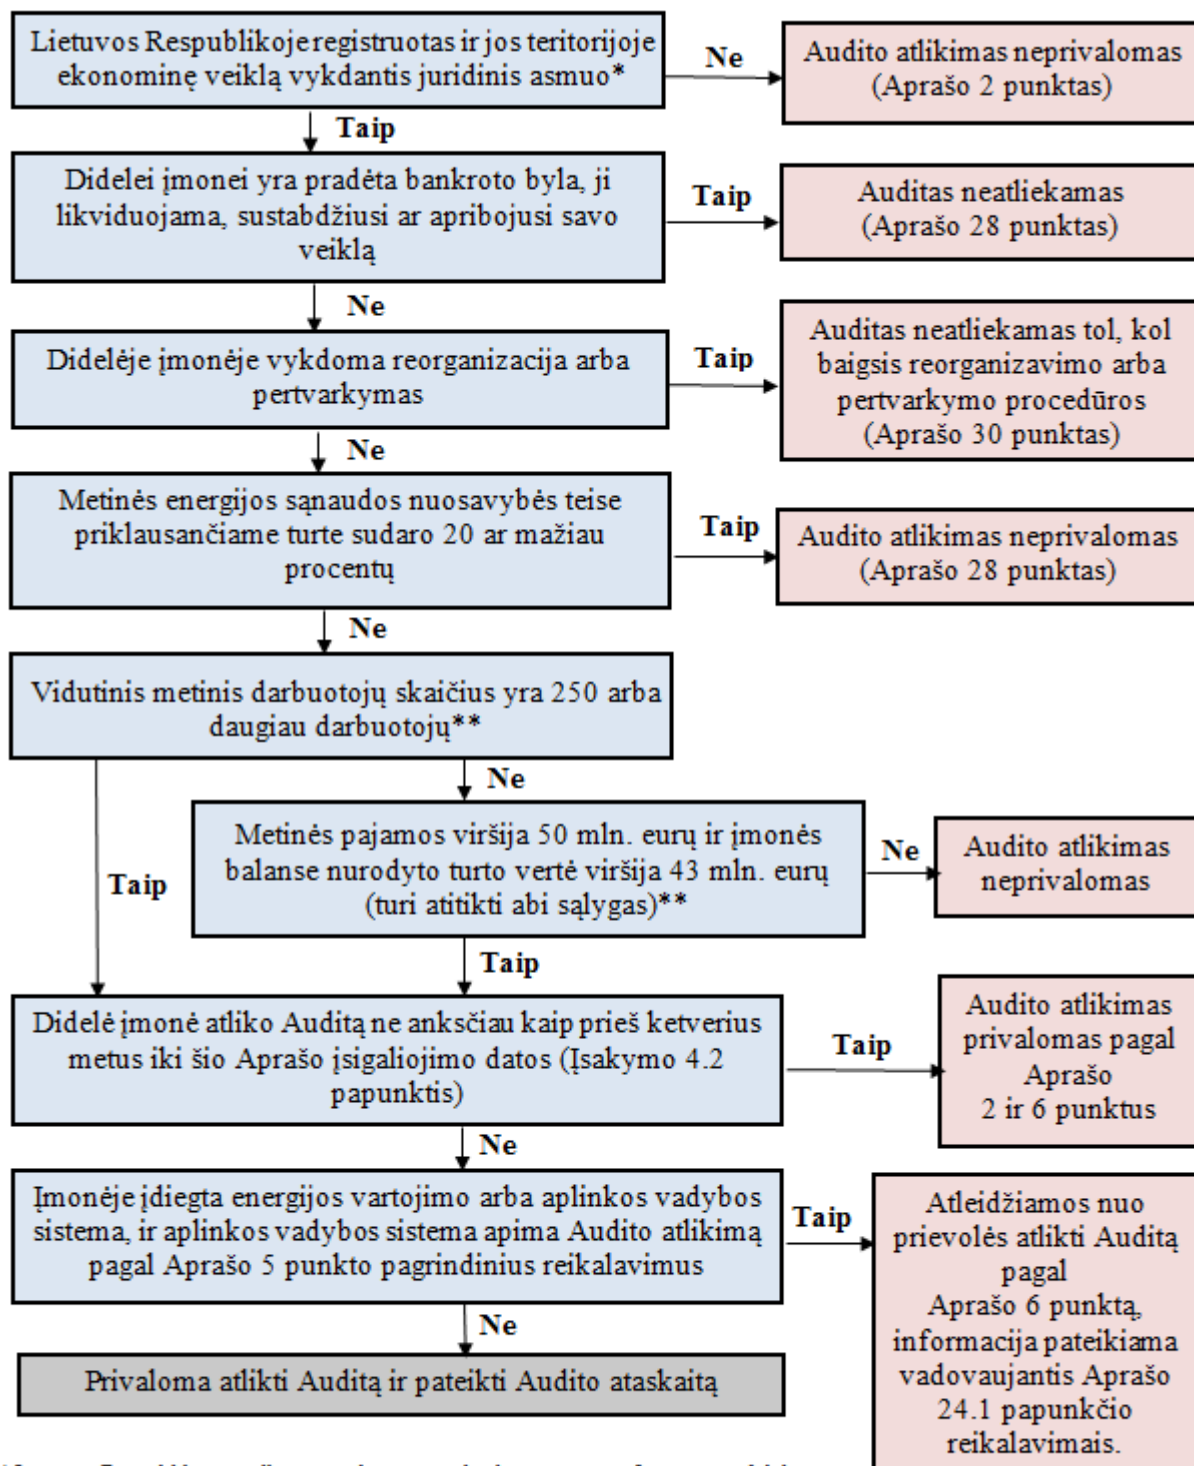 Lietuvos Respublikoje registruotas ir jos teritorijoje
ekonominę veiklą vykdantis juridinis asmuo*
Ne
Audito atlikimas neprivalomas
(Aprašo 2 punktas)
Taip
Didelei įmonei yra pradėta bankroto byla, ji
likviduojama, sustabdžiusi ar apribojusi savo
veiklą
Taip
Auditas neatliekamas
(Aprašo 28 punktas)
Ne
Didelėje įmonėje vykdoma reorganizacija arba
pertvarkymas
Taip
Auditas neatliekamas tol, kol
baigsis reorganizavimo arba
pertvarkymo procedūros
(Aprašo 30 punktas)
Ne
Metinės energijos sąnaudos nuosavybės teise
priklausančiame turte sudaro 20 ar mažiau
procentų
Taip
Audito atlikimas neprivalomas
(Aprašo 28 punktas)
Ne
Vidutinis metinis darbuotojų skaičius yra 250 arba
daugiau darbuotojų**
Ne
Taip
Metinės pajamos viršija 50 mln. eurų ir įmonės
balanse nurodyto turto vertė viršija 43 mln. eurų
(turi atitikti abi sąlygas)**
Ne
Audito atlikimas
neprivalomas
Taip
Didelė įmonė atliko Auditą ne anksčiau kaip prieš ketverius
metus iki šio Aprašo įsigaliojimo datos (Įsakymo 4.2
papunktis)
Taip
Audito atlikimas
privalomas pagal
Aprašo
2 ir 6 punktus
Ne
Įmonėje įdiegta energijos vartojimo arba aplinkos vadybos
sistema, ir aplinkos vadybos sistema apima Audito atlikimą
pagal Aprašo 5 punkto pagrindinius reikalavimus
Taip
Atleidžiamos nuo
prievolės atlikti Auditą
pagal
Aprašo 6 punktą,
informacija pateikiama
vadovaujantis Aprašo
24.1 papunkčio
reikalavimais.
Ne
Privaloma atlikti Auditą ir pateikti Audito ataskaitą